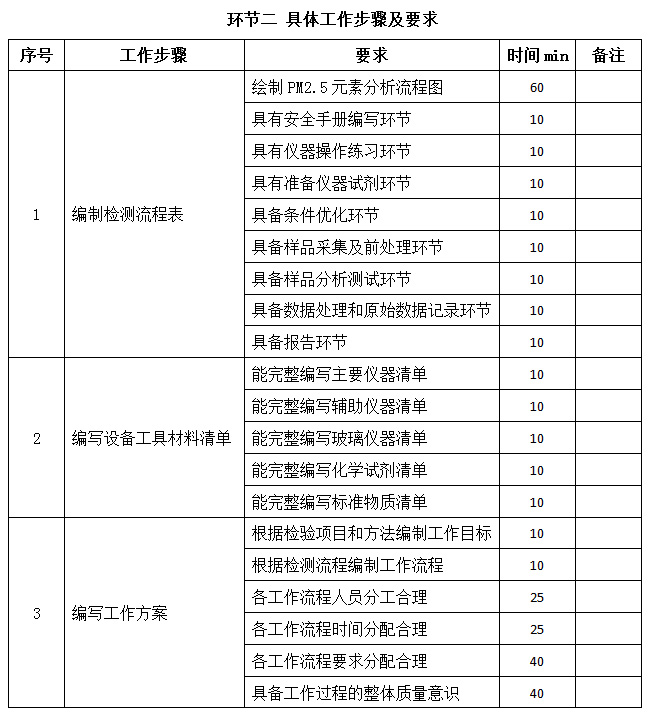 环节二 具体工作步骤及要求
序号 工作步骤 要求 时间min 备注
绘制PM2.5元素分析流程图 60
具有安全手册编写环节 10
具有仪器操作练习环节 10
具有准备仪器试剂环节 10
1 编制检测流程表 具备条件优化环节 10
具备样品采集及前处理环节 10
具备样品分析测试环节 10
具备数据处理和原始数据记录环节 10
具备报告环节 10
能完整编写主要仪器清单 10
能完整编写辅助仪器清单 10
2 编写设备工具材料清单 能完整编写玻璃仪器清单 10
能完整编写化学试剂清单 10
能完整编写标准物质清单 10
根据检验项目和方法编制工作目标 10
根据检测流程编制工作流程 10
3 编写工作方案 各工作流程人员分工合理 25
各工作流程时间分配合理 25
各工作流程要求分配合理 40
具备工作过程的整体质量意识 40